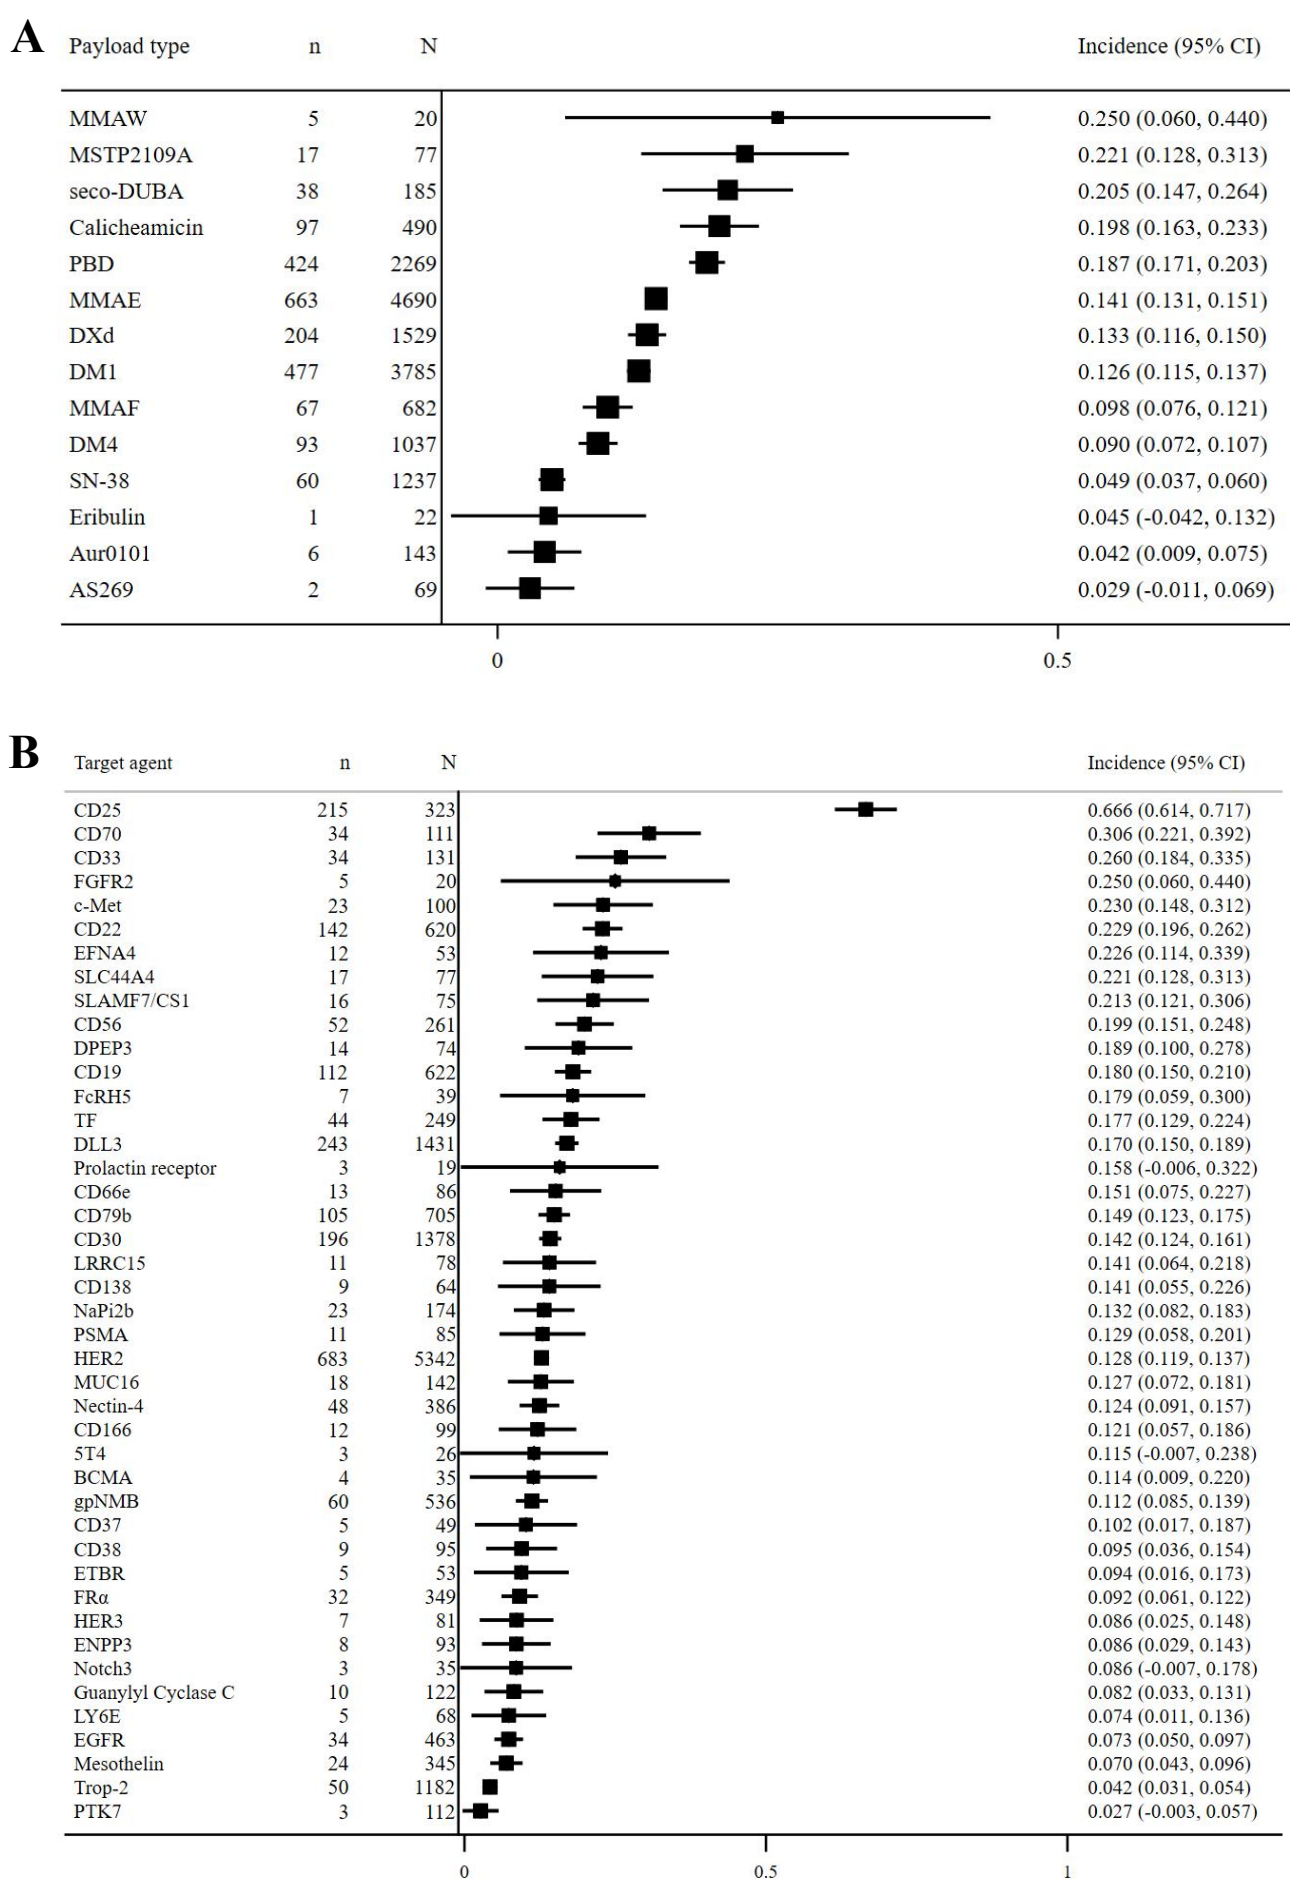 A
Payload type n N Incidence (95% CI)
MMAW 5 20 0.250 (0.060, 0.440)
MSTP2109A 17 77 0.221 (0.128, 0.313)
seco-DUBA 38 185 0.205 (0.147, 0.264)
Calicheamicin 97 490 0.198 (0.163, 0.233)
PBD 424 2269 0.187 (0.171, 0.203)
MMAE 663 4690 0.141 (0.131, 0.151)
DXd 204 1529 0.133 (0.116, 0.150)
DM1 477 3785 0.126 (0.115, 0.137)
MMAF 67 682 0.098 (0.076, 0.121)
DM4 93 1037 0.090 (0.072, 0.107)
SN-38 60 1237 0.049 (0.037, 0.060)
Eribulin 1 22 0.045 (-0.042, 0.132)
Aur0101 6 143 0.042 (0.009, 0.075)
AS269 2 69 0.029 (-0.011, 0.069)
0 0.5
B
Target agent n N Incidence (95% CI)
CD25 215 323 0.666 (0.614, 0.717)
CD70 34 111 0.306 (0.221, 0.392)
CD33 34 131 0.260 (0.184, 0.335)
FGFR2 5 20 0.250 (0.060, 0.440)
c-Met 23 100 0.230 (0.148, 0.312)
CD22 142 620 0.229 (0.196, 0.262)
EFNA4 12 53 0.226 (0.114, 0.339)
SLC44A4 17 77 0.221 (0.128, 0.313)
SLAMF7/CS1 16 75 0.213 (0.121, 0.306)
CD56 52 261 0.199 (0.151, 0.248)
DPEP3 14 74 0.189 (0.100, 0.278)
CD19 112 622 0.180 (0.150, 0.210)
FcRH5 7 39 0.179 (0.059, 0.300)
TF 44 249 0.177 (0.129, 0.224)
DLL3 243 1431 0.170 (0.150, 0.189)
Prolactin receptor 3 19 0.158 (-0.006, 0.322)
CD66e 13 86 0.151 (0.075, 0.227)
CD79b 105 705 0.149 (0.123, 0.175)
CD30 196 1378 0.142 (0.124, 0.161)
LRRC15 11 78 0.141 (0.064, 0.218)
CD138 9 64 0.141 (0.055, 0.226)
NaPi2b 23 174 0.132 (0.082, 0.183)
PSMA 11 85 0.129 (0.058, 0.201)
HER2 683 5342 0.128 (0.119, 0.137)
MUC16 18 142 0.127 (0.072, 0.181)
Nectin-4 48 386 0.124 (0.091, 0.157)
CD166 12 99 0.121 (0.057, 0.186)
5T4 3 26 0.115 (-0.007, 0.238)
BCMA 4 35 0.114 (0.009, 0.220)
gpNMB 60 536 0.112 (0.085, 0.139)
CD37 5 49 0.102 (0.017, 0.187)
CD38 9 95 0.095 (0.036, 0.154)
ETBR 5 53 0.094 (0.016, 0.173)
FRα 32 349 0.092 (0.061, 0.122)
HER3 7 81 0.086 (0.025, 0.148)
ENPP3 8 93 0.086 (0.029, 0.143)
Notch3 3 35 0.086 (-0.007, 0.178)
Guanylyl Cyclase C 10 122 0.082 (0.033, 0.131)
LY6E 5 68 0.074 (0.011, 0.136)
EGFR 34 463 0.073 (0.050, 0.097)
Mesothelin 24 345 0.070 (0.043, 0.096)
Trop-2 50 1182 0.042 (0.031, 0.054)
PTK7 3 112 0.027 (-0.003, 0.057)
0 0.5 1